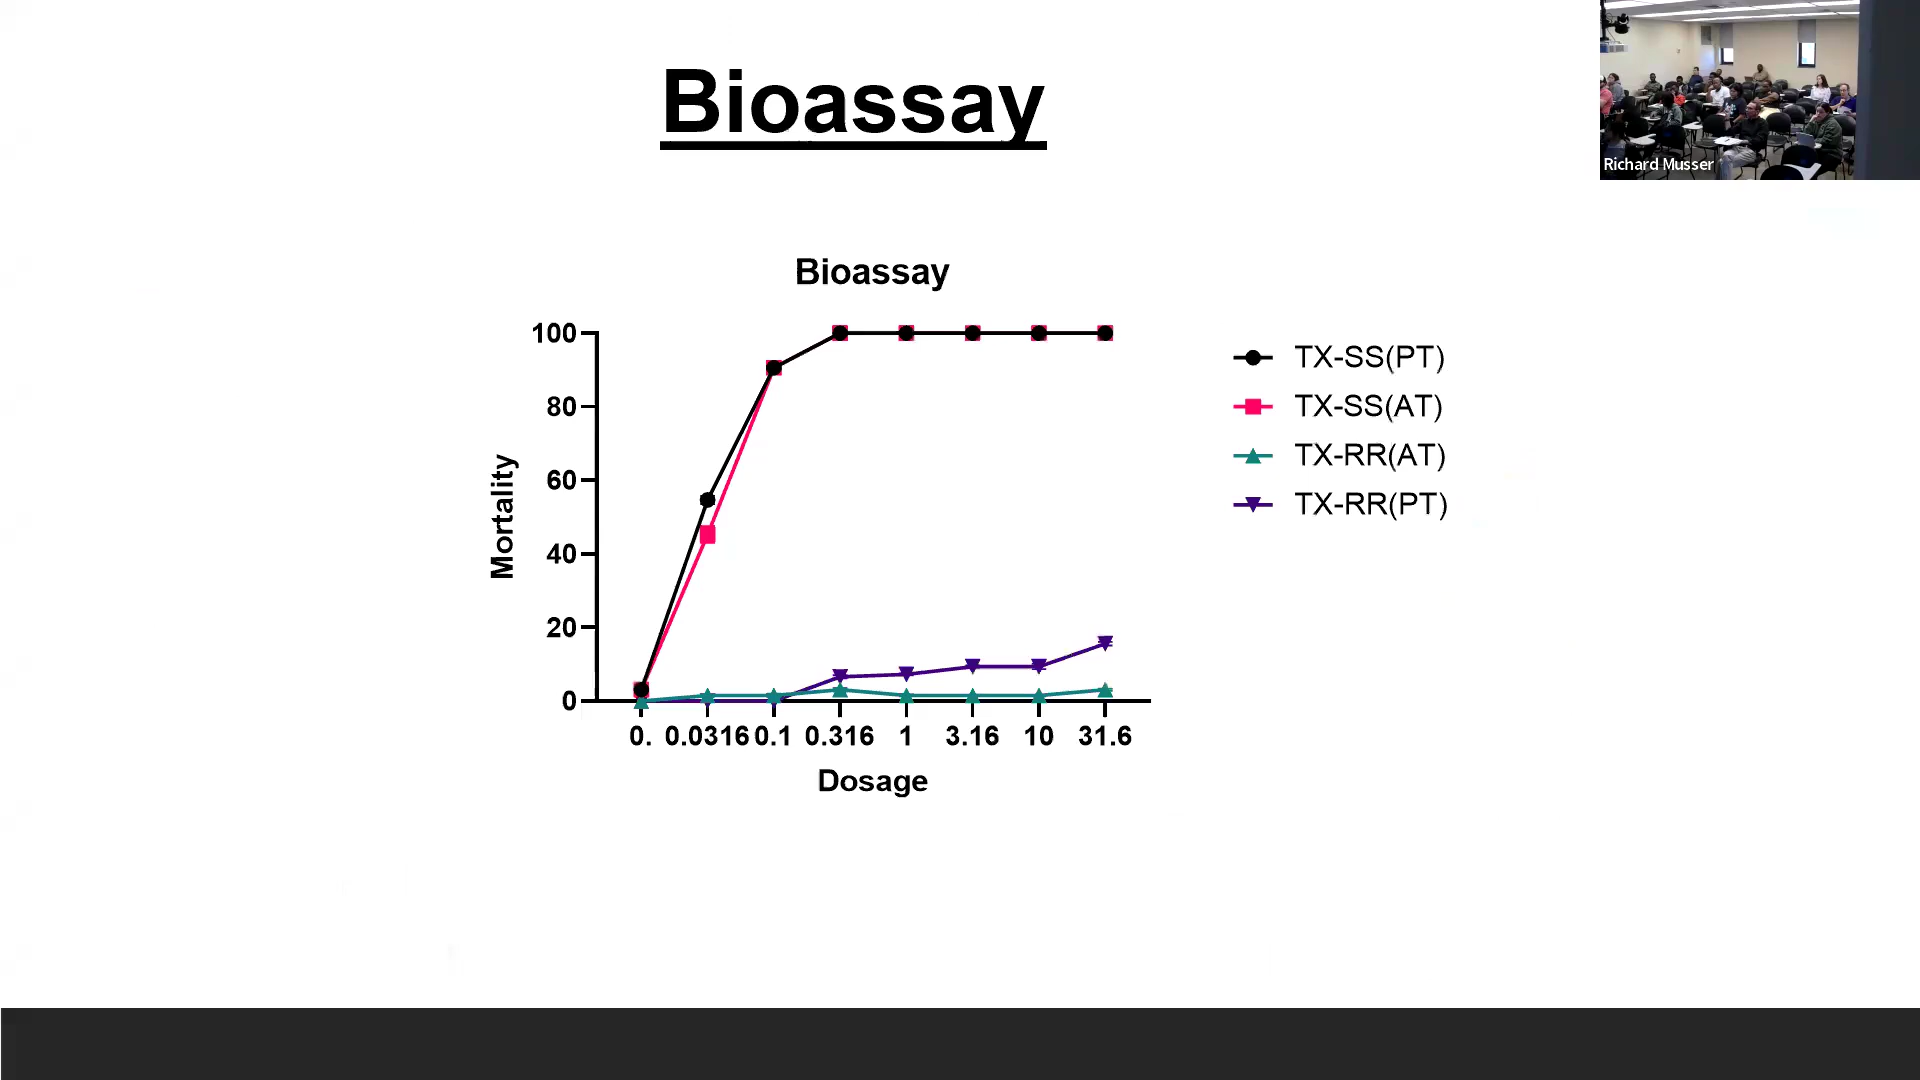 Bioassay
Richard Musser
Bioassay
100
80
60
40
20
0
Mortality
0. 0.0316 0.1 0.316 1 3.16 10 31.6
Dosage
TX-SS(PT)
TX-SS(AT)
TX-RR(AT)
TX-RR(PT)